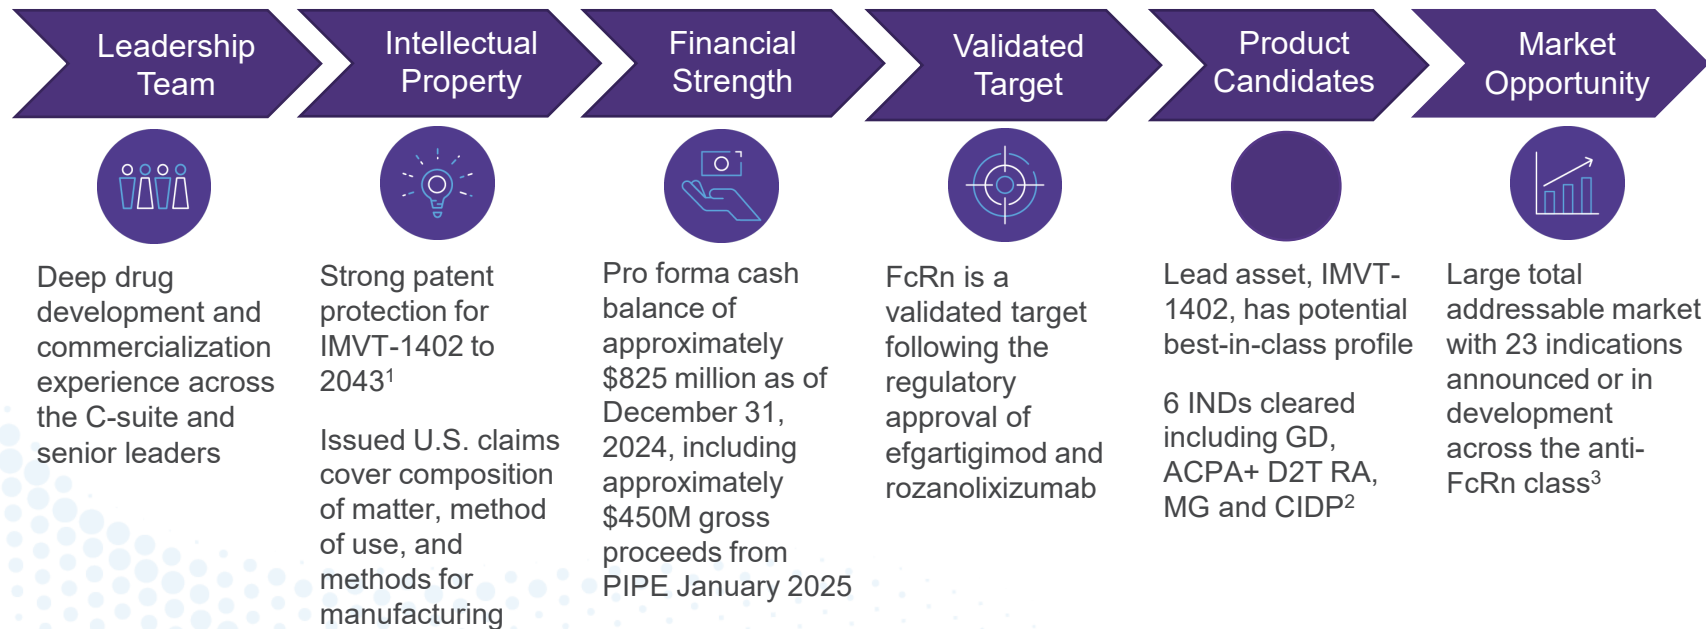 Leadership
Team
Intellectual
Property
Financial
Strength
Validated
Target
Product
Candidates
Market
Opportunity
Deep drug
development and
commercialization
experience across
the C-suite and
senior leaders
Strong patent
protection for
IMVT-1402 to
2043¹
Issued U.S. claims
cover composition
of matter, method
of use, and
methods for
manufacturing
Pro forma cash
balance of
approximately
$825 million as of
December 31,
2024, including
approximately
$450M gross
proceeds from
PIPE January 2025
FcRn is a
validated target
following the
regulatory
approval of
efgartigimod and
rozanolixizumab
Lead asset, IMVT-
1402, has potential
best-in-class profile
6 INDs cleared
including GD,
ACPA+ D2T RA,
MG and CIDP²
Large total
addressable market
with 23 indications
announced or in
development
across the anti-
FcRn class³